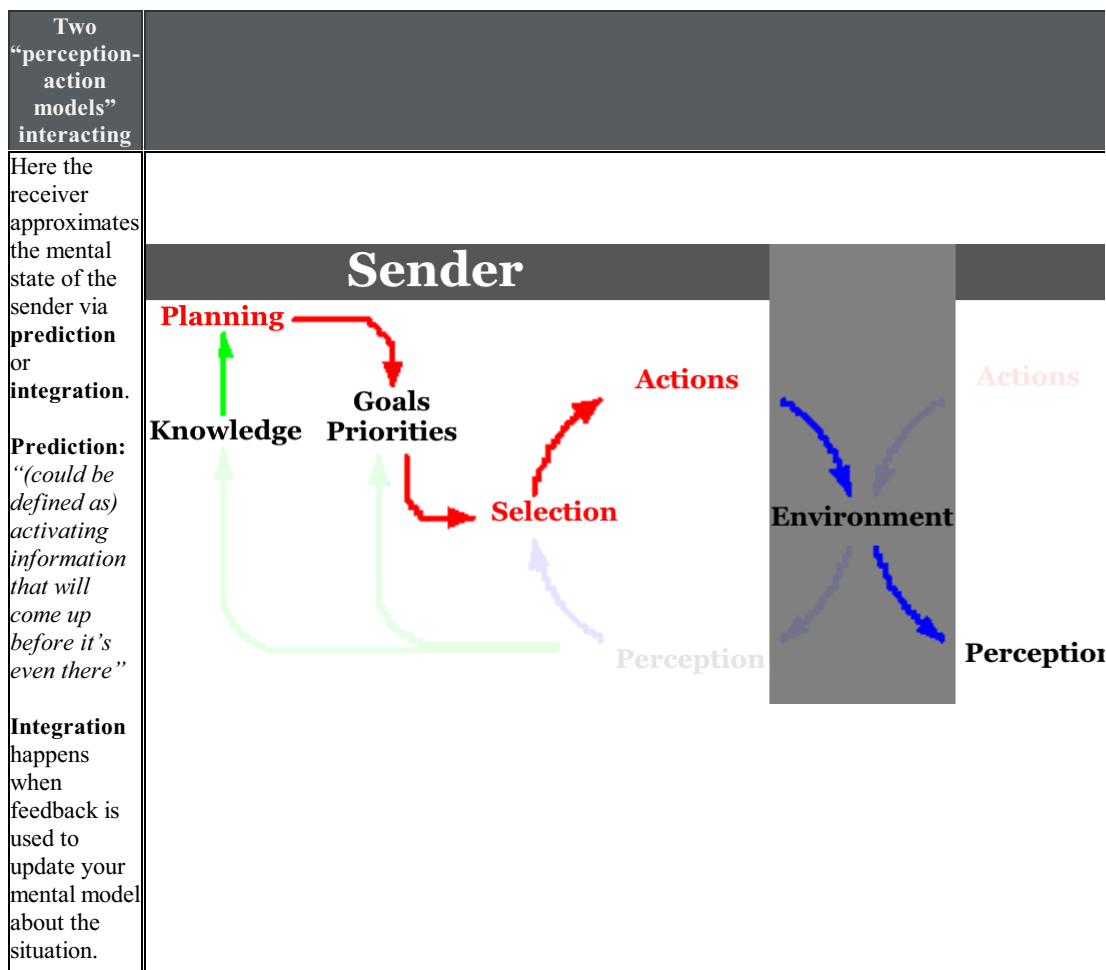 Two
“perception-
action
models”
interacting
Here the
receiver
approximates
the mental
state of the
sender via
prediction
or
integration.
Prediction:
“(could be
defined as)
activating
information
that will
come up
before it’s
even there”
Integration
happens
when
feedback is
used to
update your
mental model
about the
situation.
Sender
Planning
Actions
Actions
Goals
Priorities
Knowledge
Selection
Environment
Perception
Perception